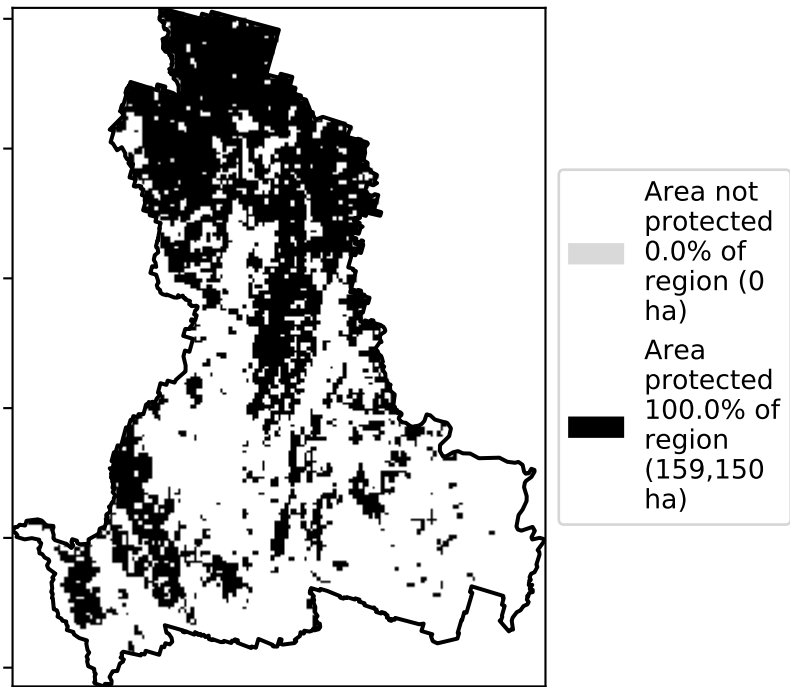 Area not
protected
0.0% of
region (0
ha)
Area
protected
100.0% of
region
(159,150
ha)